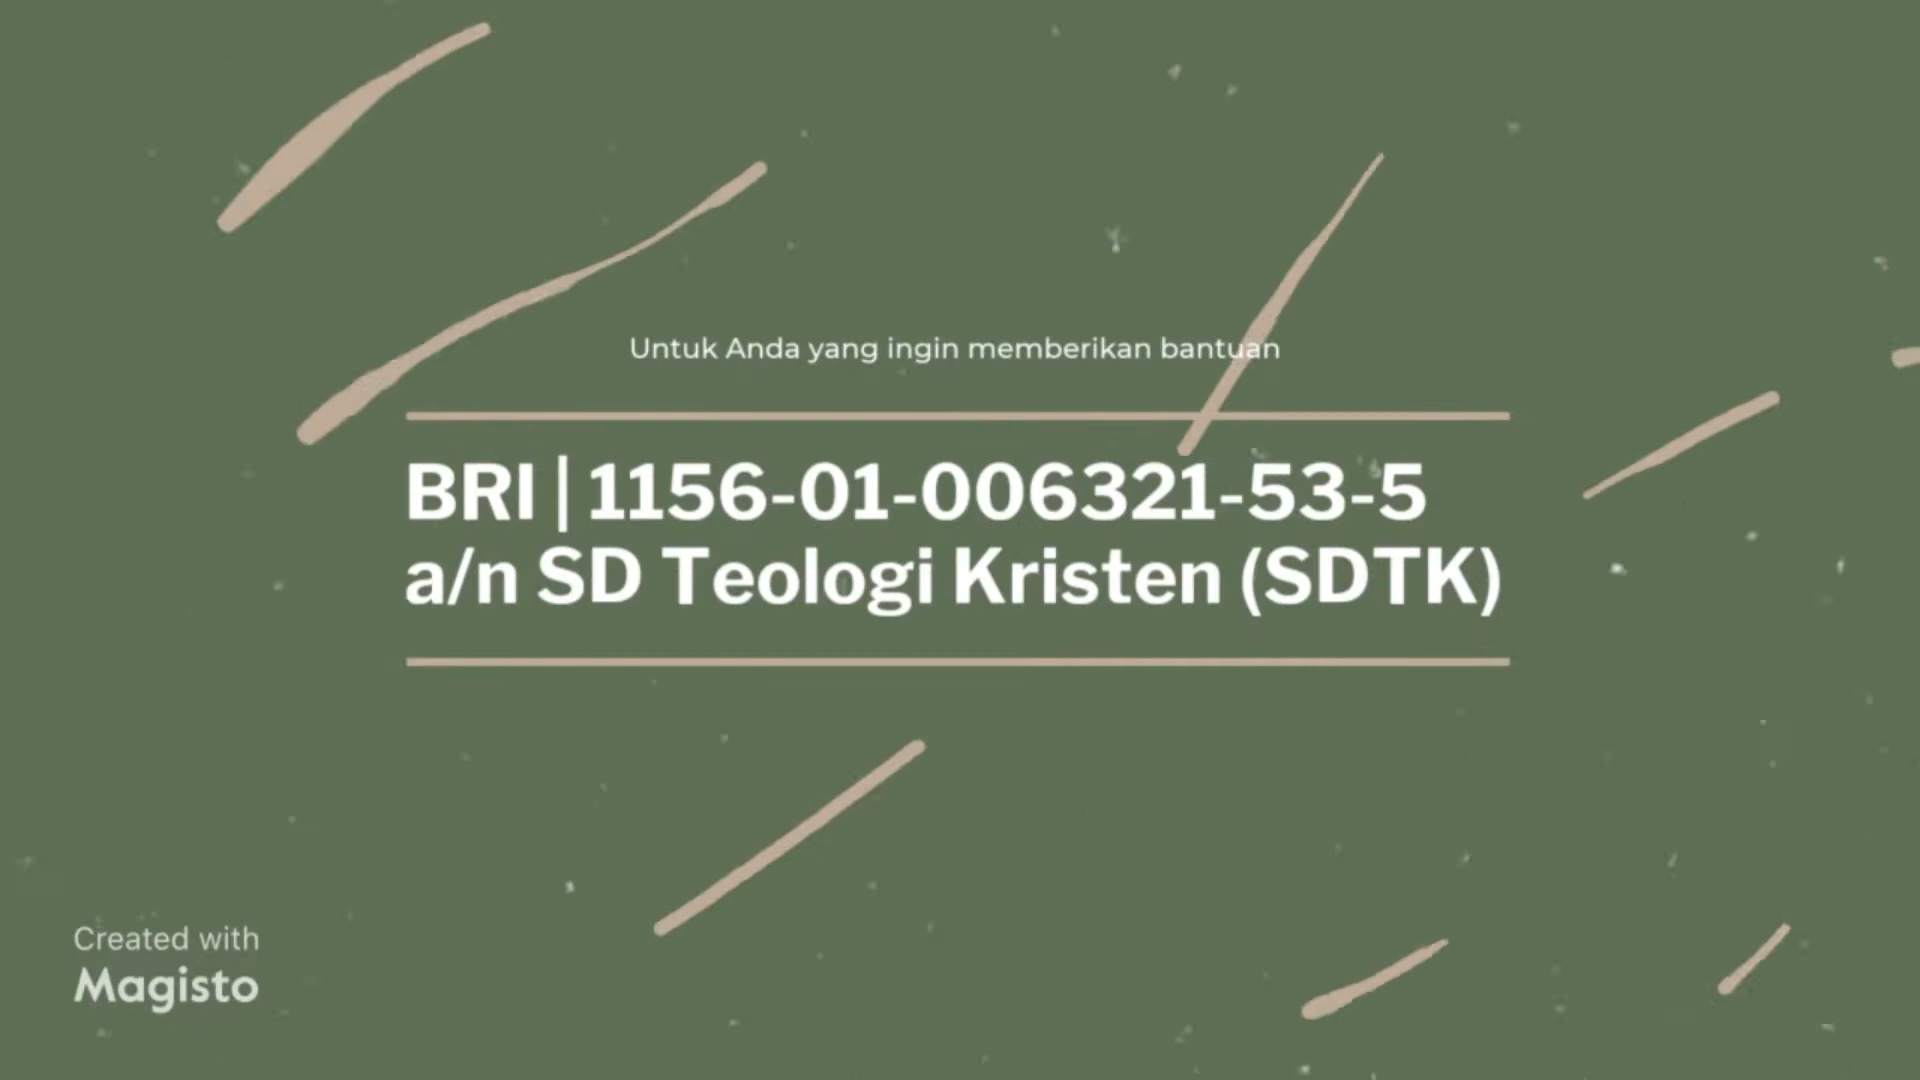 Untuk Anda yang ingin memberikan bantuan
BRI | 1156-01-006321-53-5
a/n SD Teologi Kristen (SDTK)
Created with
Magisto